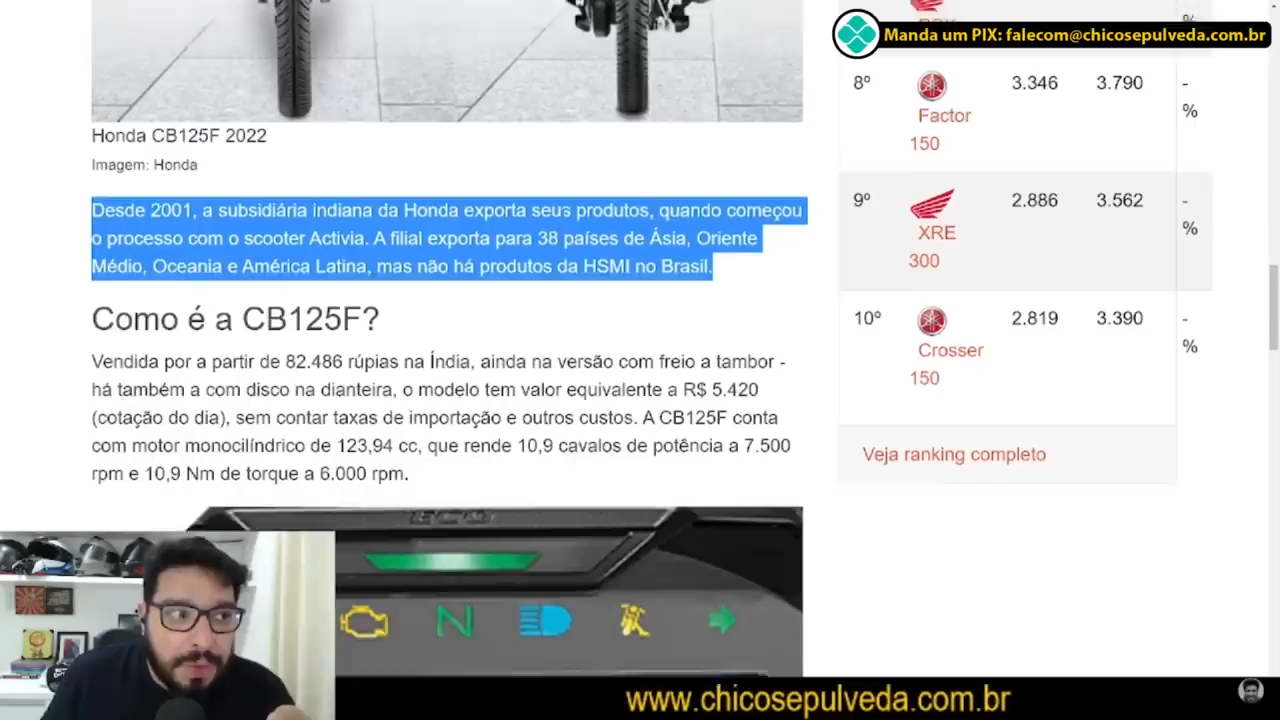 Manda um PIX: falecom@chicosepulveda.com.br
%
8º 3.346 3.790 -
Factor %
150
9º 2.886 3.562 -
XRE %
300
10º 2.819 3.390 -
Crosser %
150
Veja ranking completo
Honda CB125F 2022
Imagem: Honda
Desde 2001, a subsidiária indiana da Honda exporta seus produtos, quando começou
o processo com o scooter Activia. A filial exporta para 38 países de Ásia, Oriente
Médio, Oceania e América Latina, mas não há produtos da HSMI no Brasil.
Como é a CB125F?
Vendida por a partir de 82.486 rúpias na Índia, ainda na versão com freio a tambor -
há também a com disco na dianteira, o modelo tem valor equivalente a R$ 5.420
(cotação do dia), sem contar taxas de importação e outros custos. A CB125F conta
com motor monocilíndrico de 123,94 cc, que rende 10,9 cavalos de potência a 7.500
rpm e 10,9 Nm de torque a 6.000 rpm.
N
www.chicosepulveda.com.br